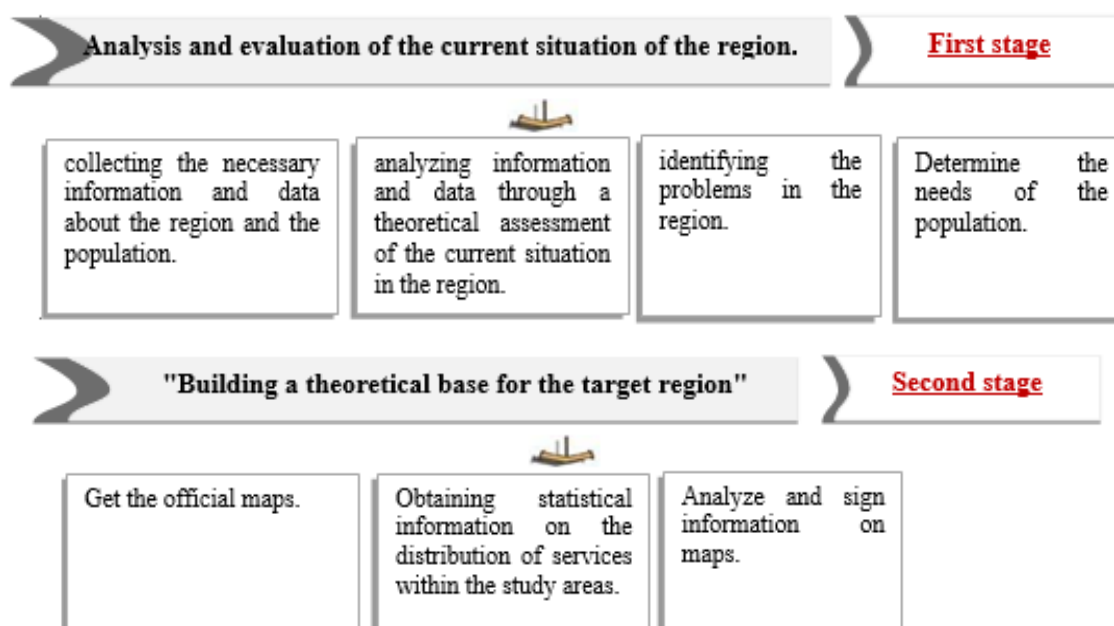 Analysis and evaluation of the current situation of the region.
First stage
collecting the necessary
information and data
about the region and the
population.
analyzing information
and data through a
theoretical assessment
of the current situation
in the region.
identifying the
problems in the
region.
Determine the
needs of the
population.
"Building a theoretical base for the target region"
Second stage
Get the official maps.
Obtaining statistical
information on the
distribution of services
within the study areas.
Analyze and sign
information on
maps.